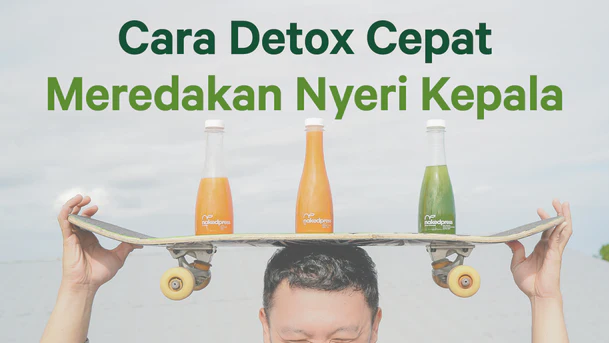 Cara Detox Cepat
Meredakan Nyeri Kepala
nakedpress
nakedpress
nakedpress